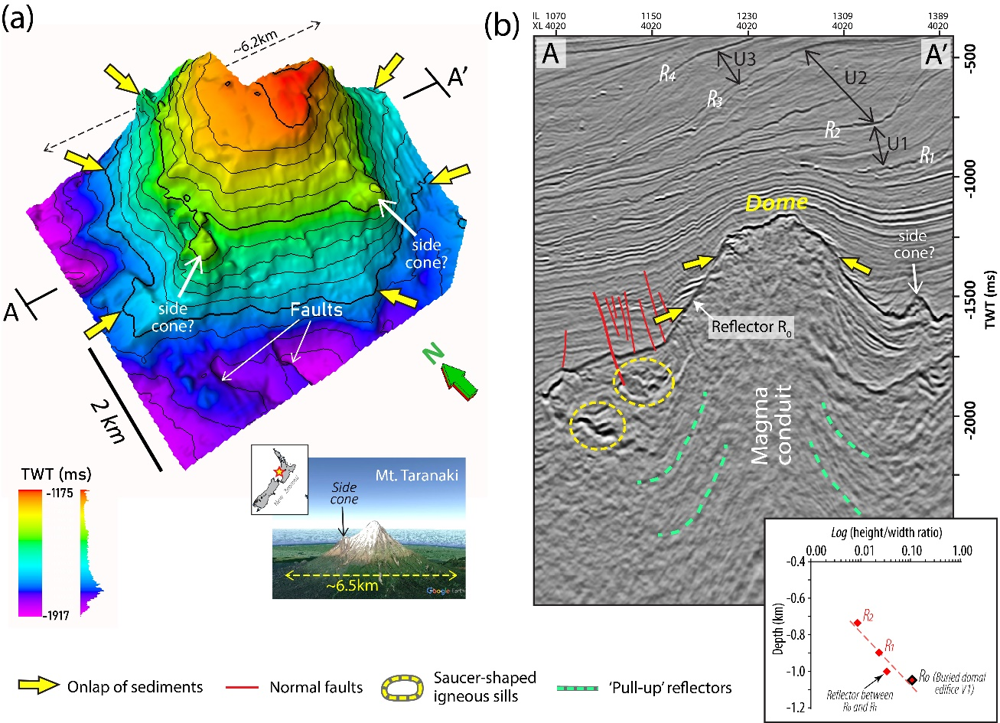 (a)
~6.2km
A'
A
side
cone?
side
cone?
Faults
N
2 km
TWT (ms)
-1175
-1917
New Zealand
Mt. Taranaki
Side
cone
~6.5km
Google Earth
(b)
IL 1070 1150 1230 1309 1389
XL 4020 4020 4020 4020 4020
A
A'
R4
U3
R3
U2
R2
U1
R1
Dome
side
cone?
Reflector R0
Magma
conduit
-500
-1000
-1500
-2000
TWT (ms)
Log (height/width ratio)
0.00 0.01 0.10 1.00
Depth (km)
-0.4
-0.6
-0.8
-1.0
-1.2
R2
R1
R0 (Buried domal
edifice V1)
Reflector between
R0 and R1
Onlap of sediments
Normal faults
Saucer-shaped
igneous sills
'Pull-up' reflectors